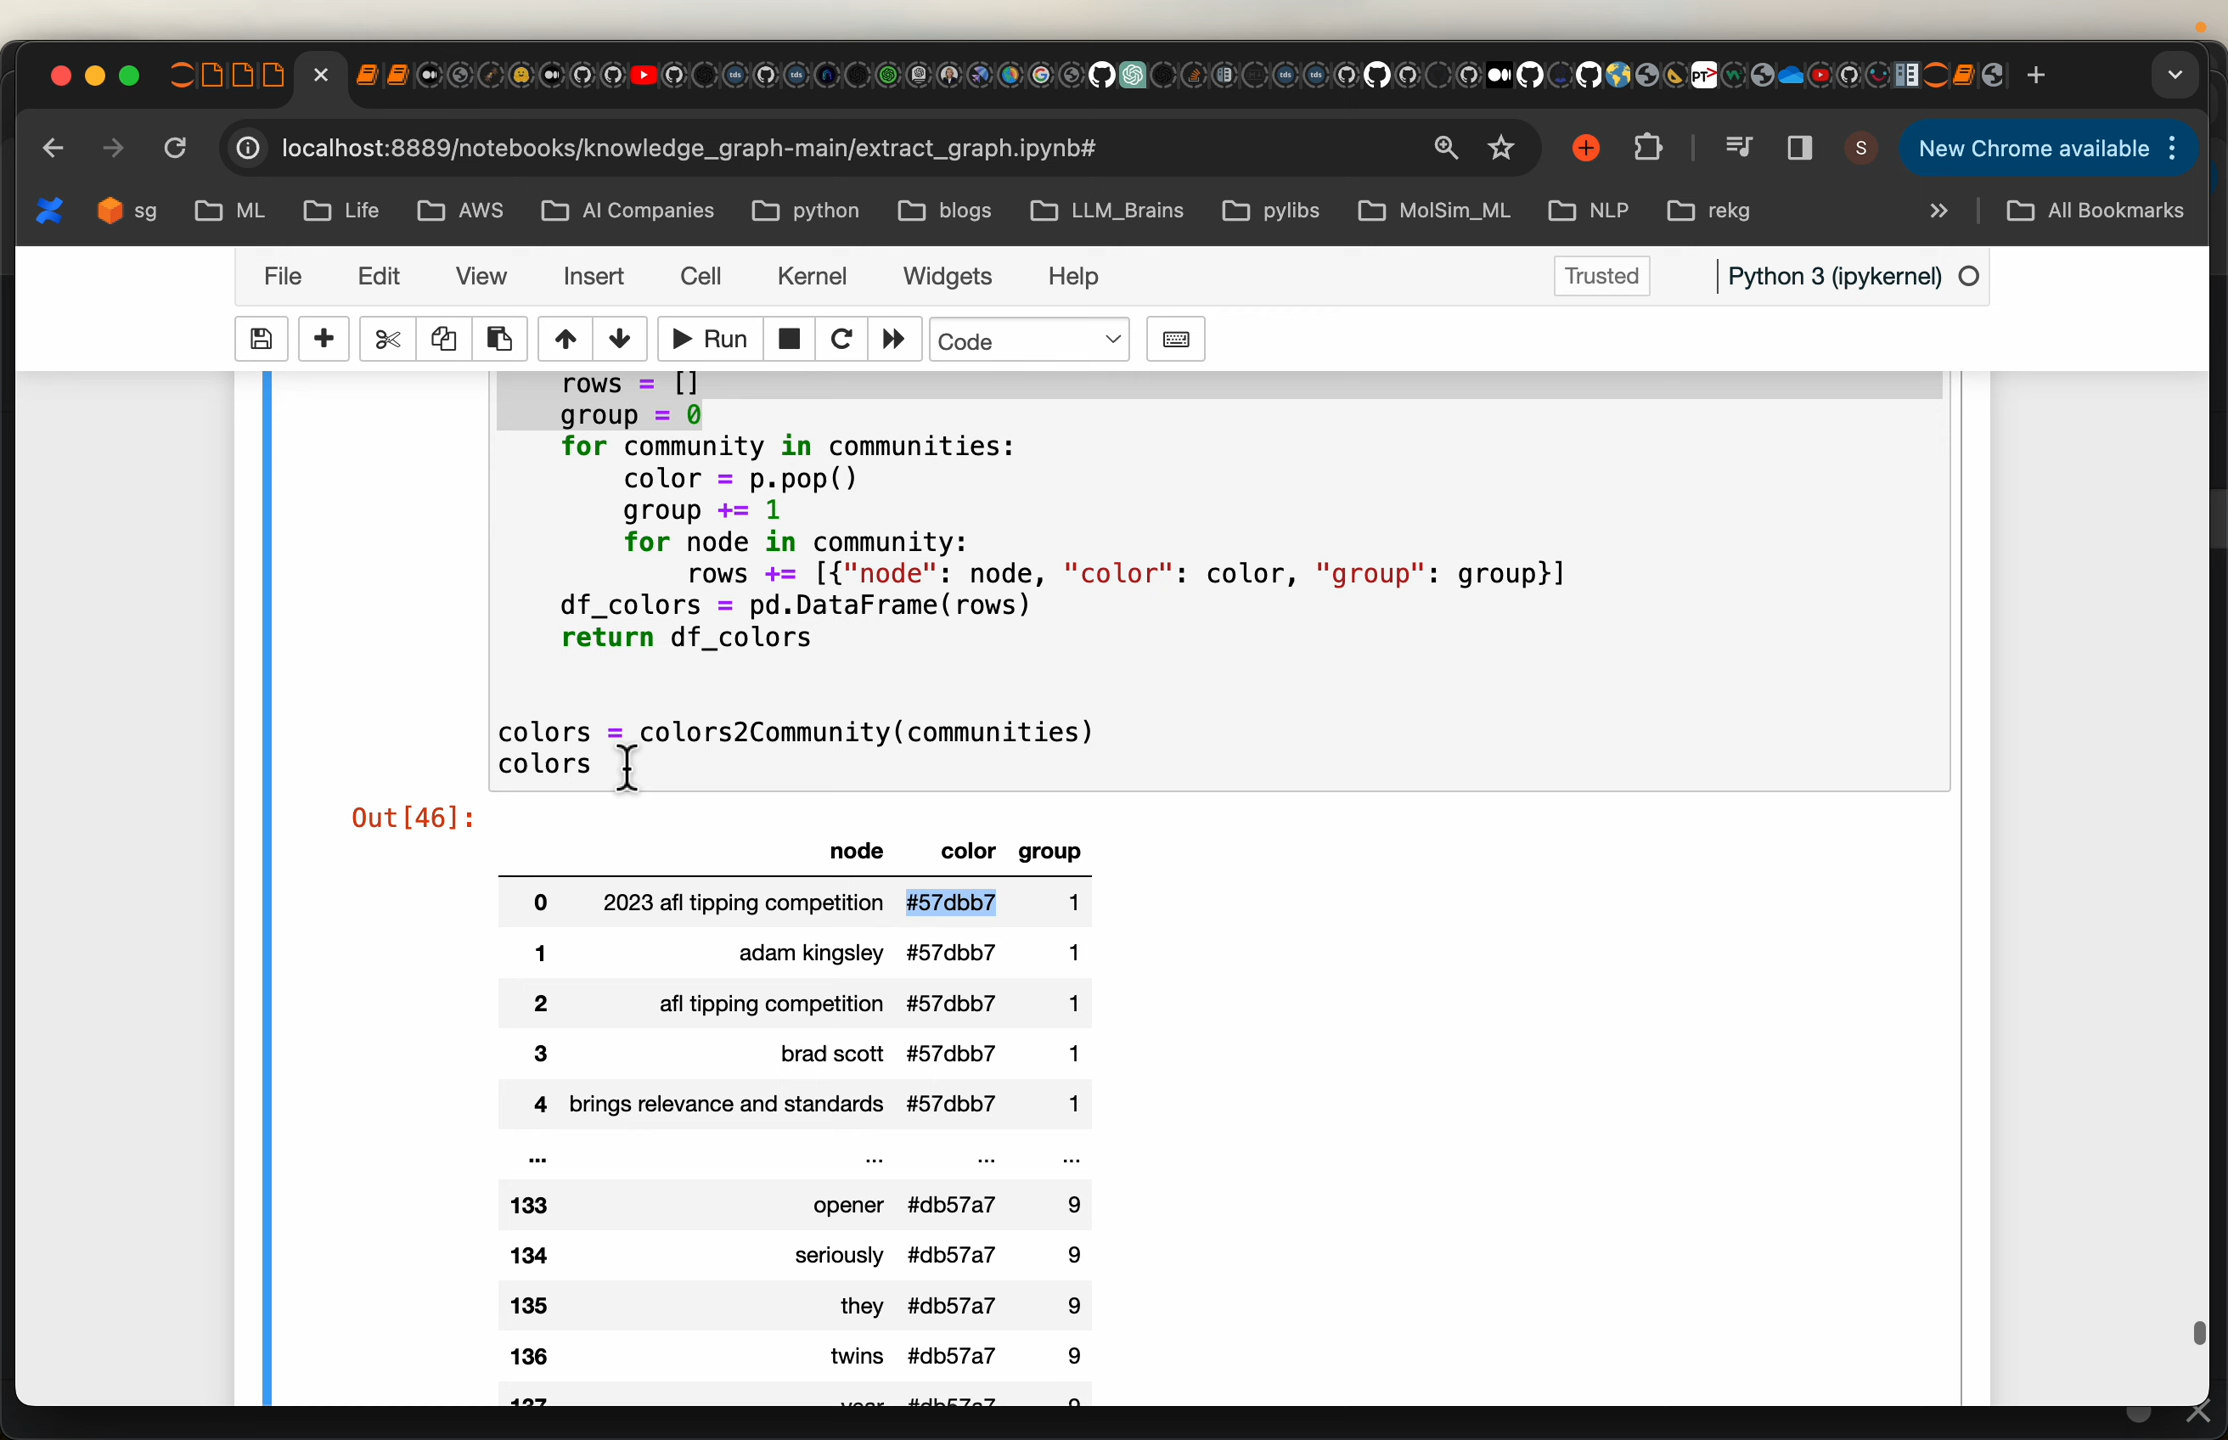 localhost:8889/notebooks/knowledge_graph-main/extract_graph.ipynb#
S
New Chrome available
sg ML Life AWS AI Companies python blogs LLM_Brains pylibs MolSim_ML NLP rekg » All Bookmarks
File Edit View Insert Cell Kernel Widgets Help Trusted Python 3 (ipykernel)
Run Code
rows = []
group = 0
for community in communities:
color = p.pop()
group += 1
for node in community:
rows += [{"node": node, "color": color, "group": group}]
df_colors = pd.DataFrame(rows)
return df_colors
colors = colors2Community(communities)
colors
Out[46]:
node color group
0 2023 afl tipping competition #57dbb7 1
1 adam kingsley #57dbb7 1
2 afl tipping competition #57dbb7 1
3 brad scott #57dbb7 1
4 brings relevance and standards #57dbb7 1
... ... ... ...
133 opener #db57a7 9
134 seriously #db57a7 9
135 they #db57a7 9
136 twins #db57a7 9
137 year #db57a7 9